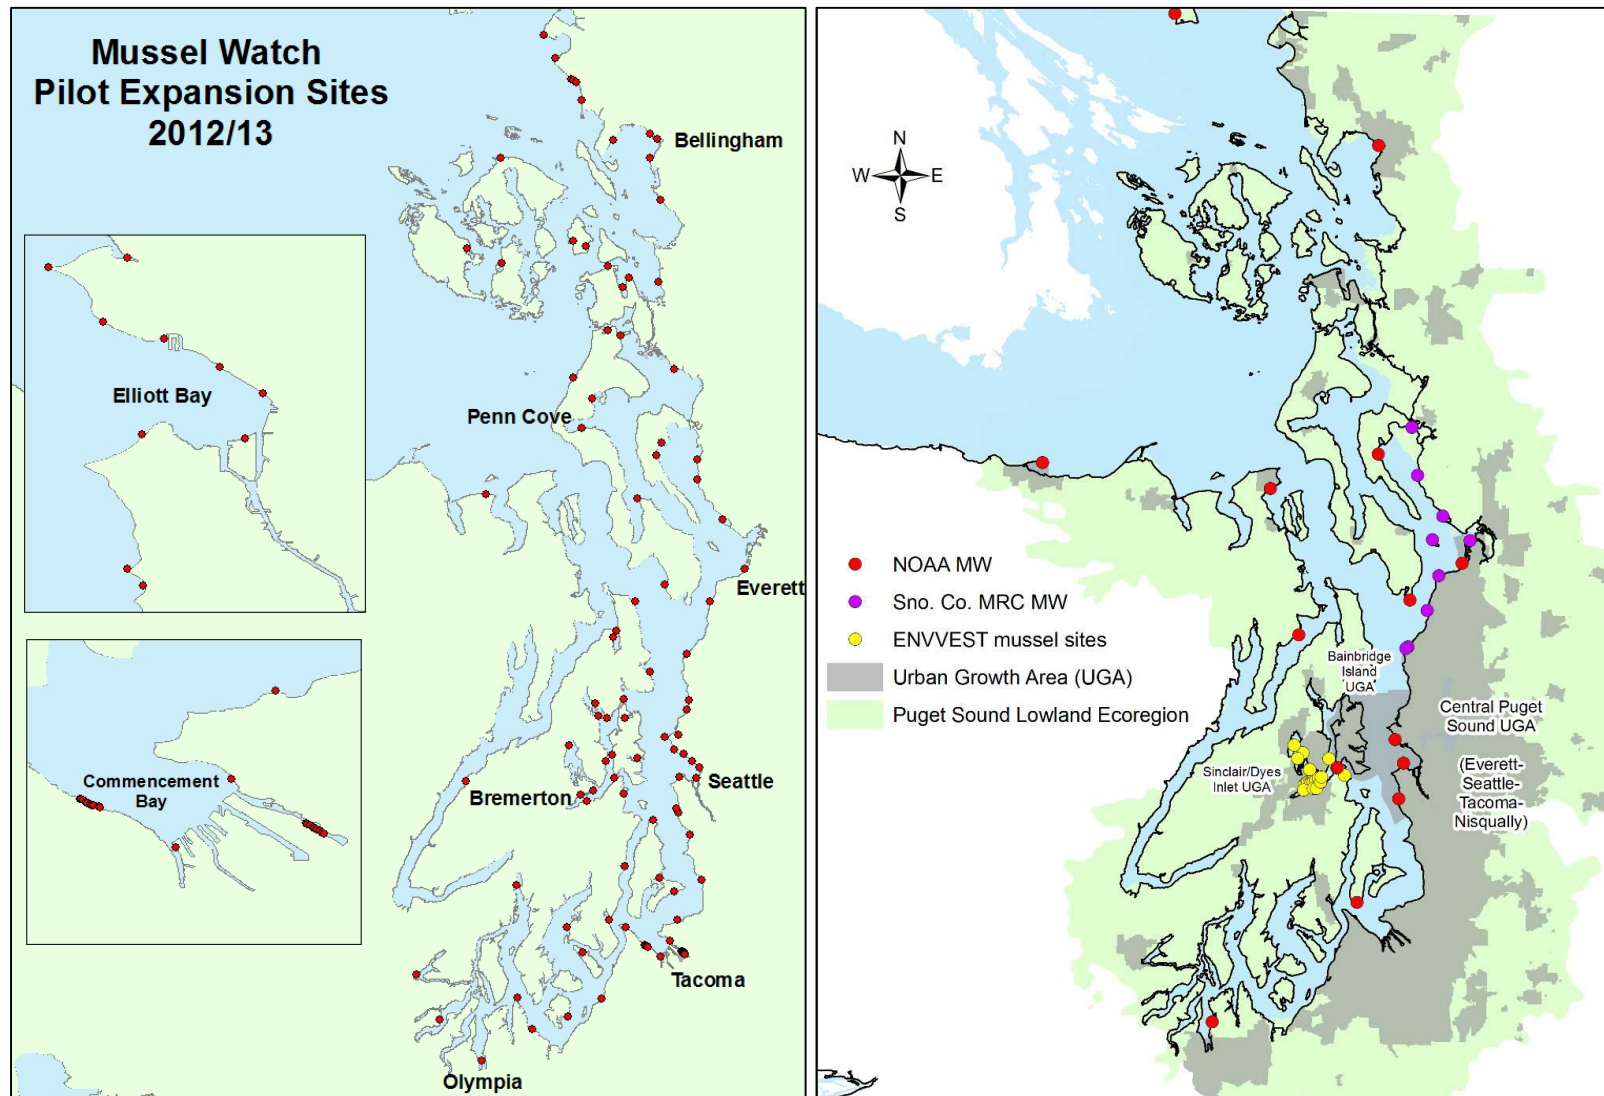 Mussel Watch
Pilot Expansion Sites
2012/13
Bellingham
Elliott Bay
Penn Cove
Everett
Commencement
Bay
Bremerton
Seattle
Tacoma
Olympia
N
W
E
S
NOAA MW
Sno. Co. MRC MW
ENVVEST mussel sites
Urban Growth Area (UGA)
Puget Sound Lowland Ecoregion
Bainbridge
Island
UGA
Central Puget
Sound UGA
(Everett-
Seattle-
Tacoma-
Nisqually)
Sinclair/Dyes
Inlet UGA